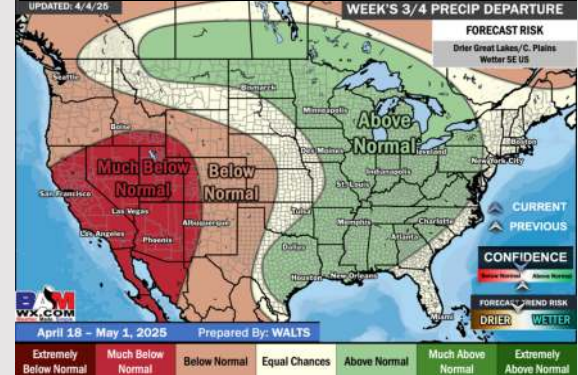 UPDATED: 4/4/25
WEEK'S 3/4 PRECIP DEPARTURE
FORECAST RISK
Drier Great Lakes/C. Plains
Wetter SE US
Seattle
Bismarck
Minneapolis
Boise
Above
Normal
Boston
Cleveland
New York City
Des Moines
Much Below
Normal
Below
Normal
Indianapolis
San Francisco
St. Louis
CURRENT
Las Vegas
Tulsa
PREVIOUS
Albuquerque
Memphis
Charlotte
Los Angeles
Phoenix
Atlanta
Dallas
CONFIDENCE
Below Normal Above Normal
Houston
New Orleans
BAM
WX.COM
Miami
FORECAST TREND RISK
DRIER WETTER
April 18 – May 1, 2025 Prepared By: WALTS
Extremely Below Normal
Much Below Normal
Below Normal
Equal Chances
Above Normal
Much Above Normal
Extremely Above Normal